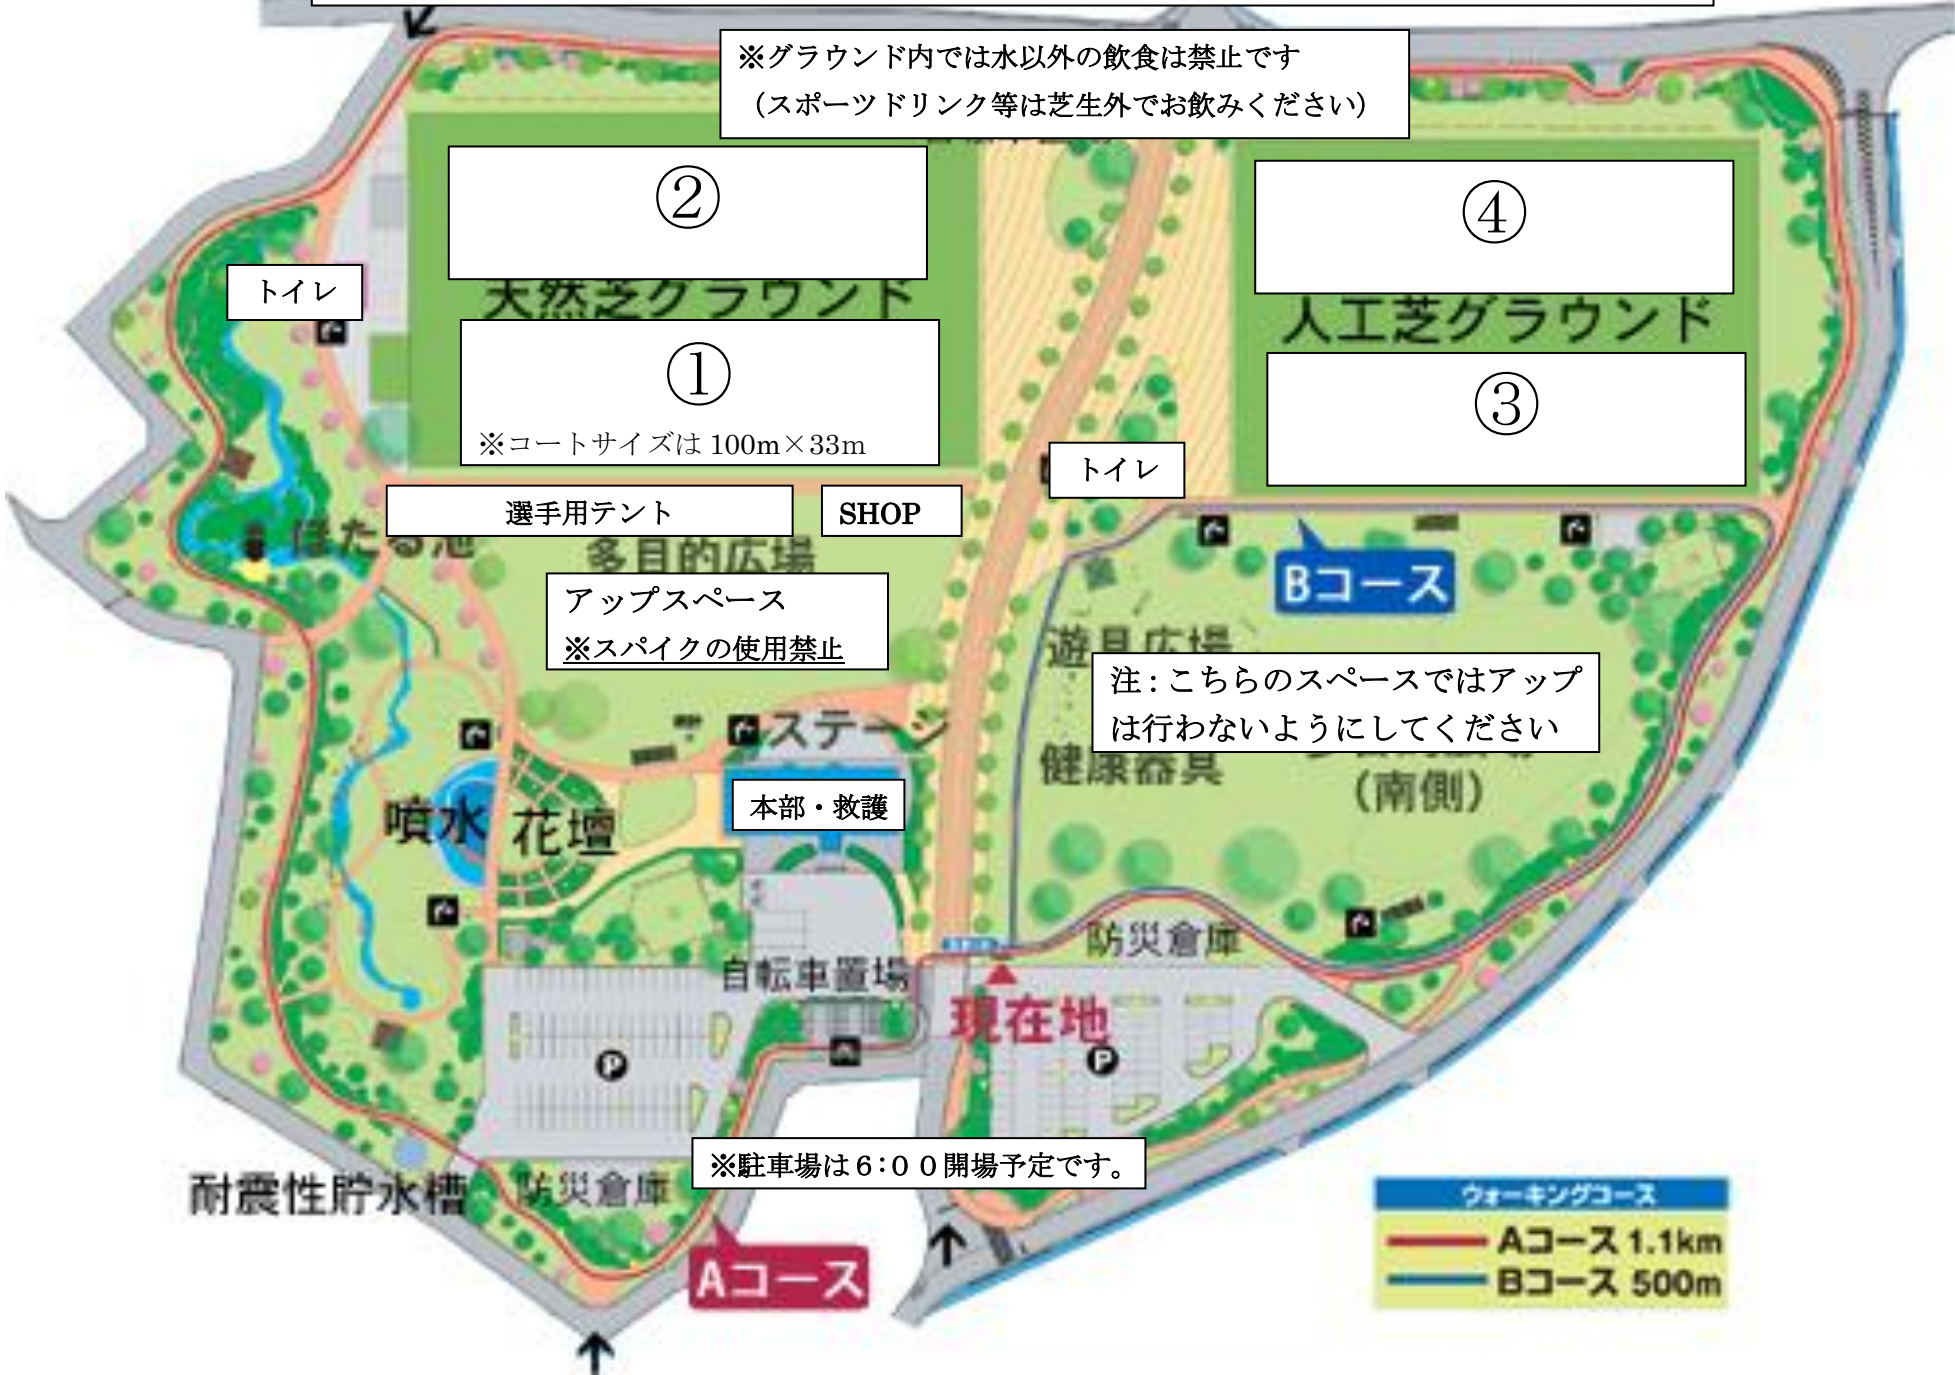 ※グラウンド内では水以外の飲食は禁止です
（スポーツドリンク等は芝生外でお飲みください）
②
④
トイレ
天然芝グラウンド
人工芝グラウンド
①
※コートサイズは 100m×33m
③
トイレ
選手用テント
SHOP
ほたる池
多目的広場
Bコース
アップスペース
※スパイクの使用禁止
遊具広場
注：こちらのスペースではアップ
は行わないようにしてください
ステージ
健康器具
（南側）
本部・救護
噴水
花壇
防災倉庫
自転車置場
現在地
P
P
※駐車場は６：００開場予定です。
耐震性貯水槽
防災倉庫
Aコース
ウォーキングコース
Aコース 1.1km
Bコース 500m